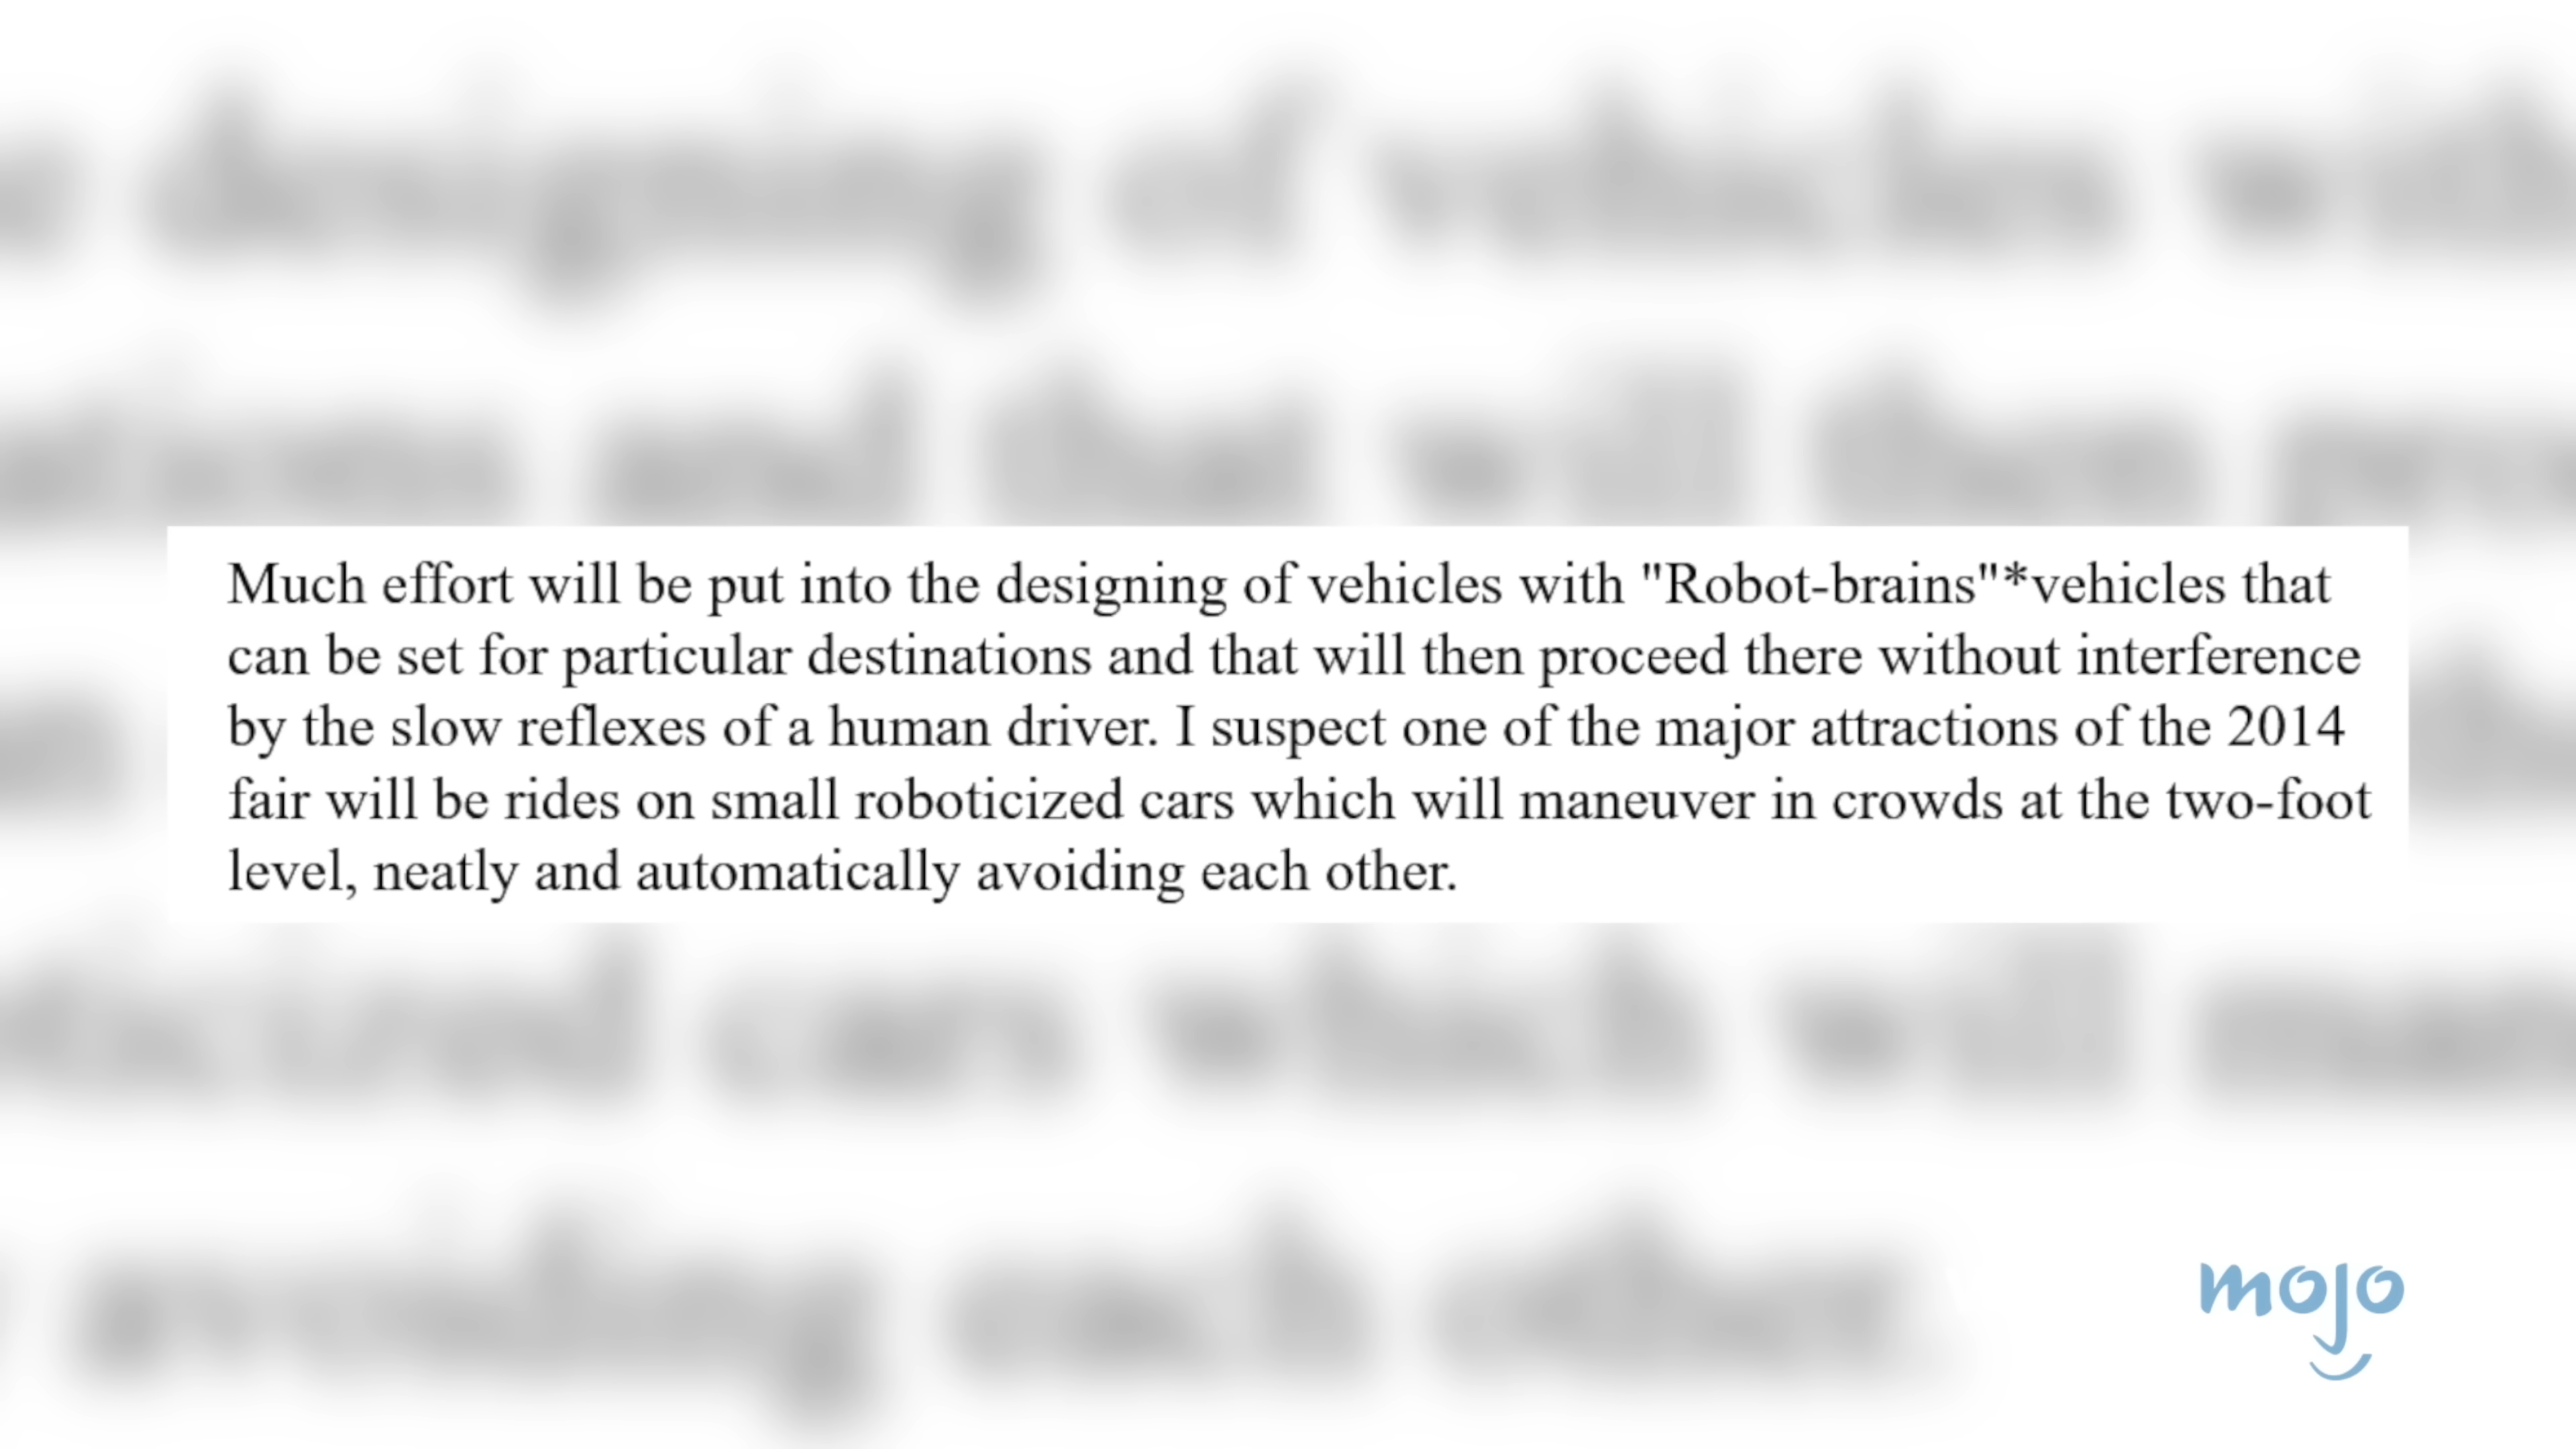 Much effort will be put into the designing of vehicles with "Robot-brains"*vehicles that
can be set for particular destinations and that will then proceed there without interference
by the slow reflexes of a human driver. I suspect one of the major attractions of the 2014
fair will be rides on small roboticized cars which will maneuver in crowds at the two-foot
level, neatly and automatically avoiding each other.
mojo